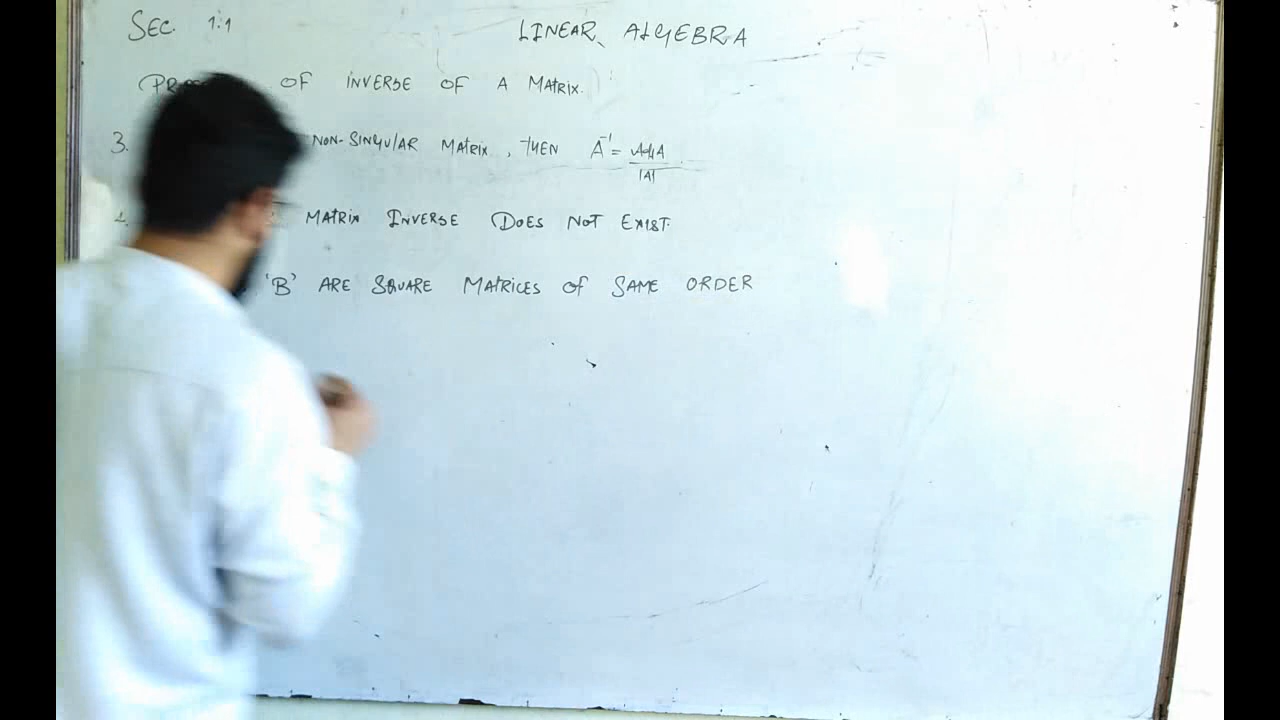 SEC. 1:1
LINEAR ALGEBRA
OF INVERSE OF A MATRIX.
3. NON-SINGULAR MATRIX, THEN A⁻¹ = AdjA / |A|
MATRIX INVERSE DOES NOT EXIST.
'B' ARE SQUARE MATRICES OF SAME ORDER